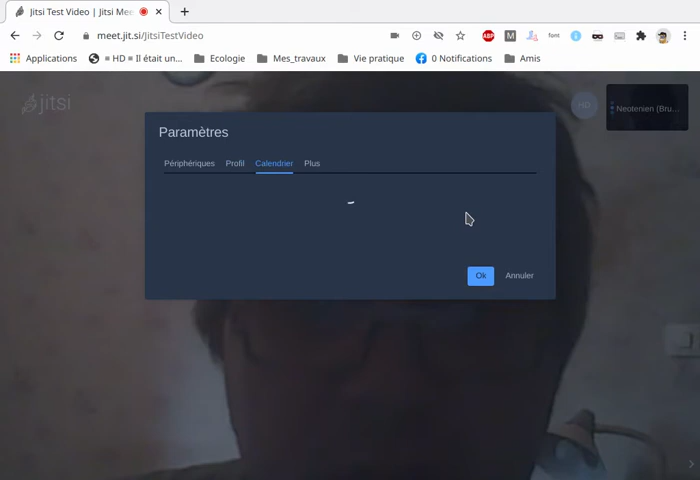 Jitsi Test Video | Jitsi Mee
meet.jit.si/JitsiTestVideo
ABP
M
font
Applications
= HD = Il était un...
Ecologie
Mes_travaux
Vie pratique
0 Notifications
Amis
jitsi
HD
Neotenien (Bru...
Paramètres
Périphériques Profil Calendrier Plus
Ok Annuler